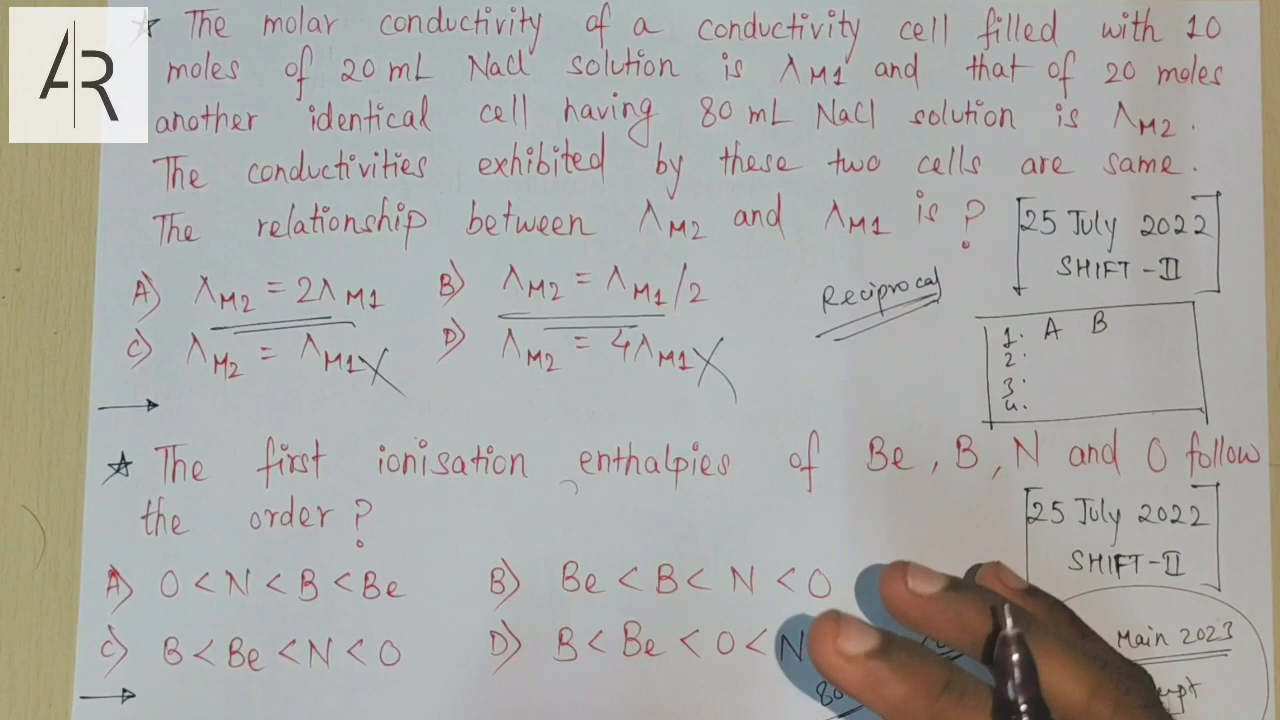 AR
The molar conductivity of a conductivity cell filled with 10
moles of 20 mL NaCl solution is λM1 and that of 20 moles
another identical cell having 80 mL NaCl solution is λM2.
The conductivities exhibited by these two cells are same.
The relationship between λM2 and λM1 is ?
[25 July 2022
SHIFT-II]
A) λM2 = 2λM1 B) λM2 = λM1/2
Reciprocal
C) λM2 = λM1 X D) λM2 = 4λM1 X
1. A B
2.
3.
4.
→
☆ The first ionisation enthalpies of Be, B, N and O follow
the order ?
[25 July 2022
SHIFT-II]
A) O < N < B < Be B) Be < B < N < O
C) B < Be < N < O D) B < Be < O < N
Main 2023
80
→